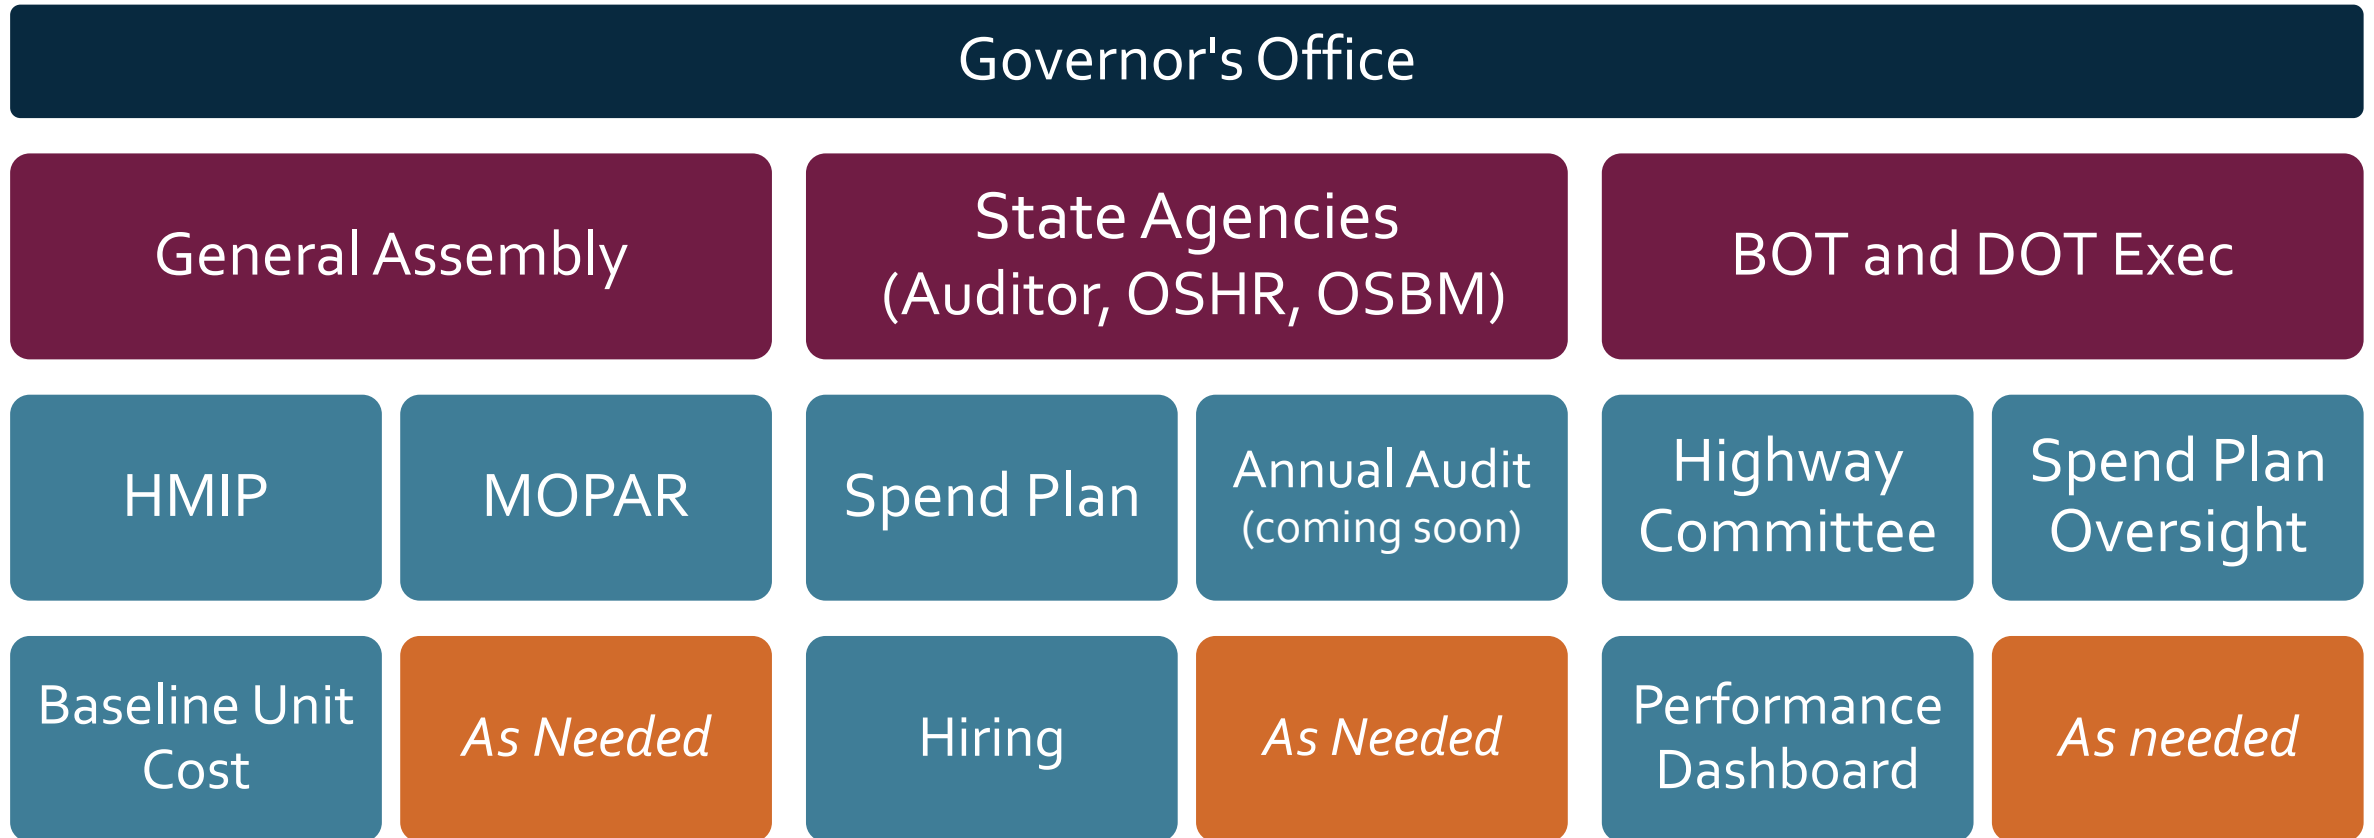 Governor's Office
General Assembly
State Agencies
(Auditor, OSHR, OSBM)
BOT and DOT Exec
HMIP
MOPAR
Spend Plan
Annual Audit
(coming soon)
Highway
Committee
Spend Plan
Oversight
Baseline Unit
Cost
As Needed
Hiring
As Needed
Performance
Dashboard
As needed